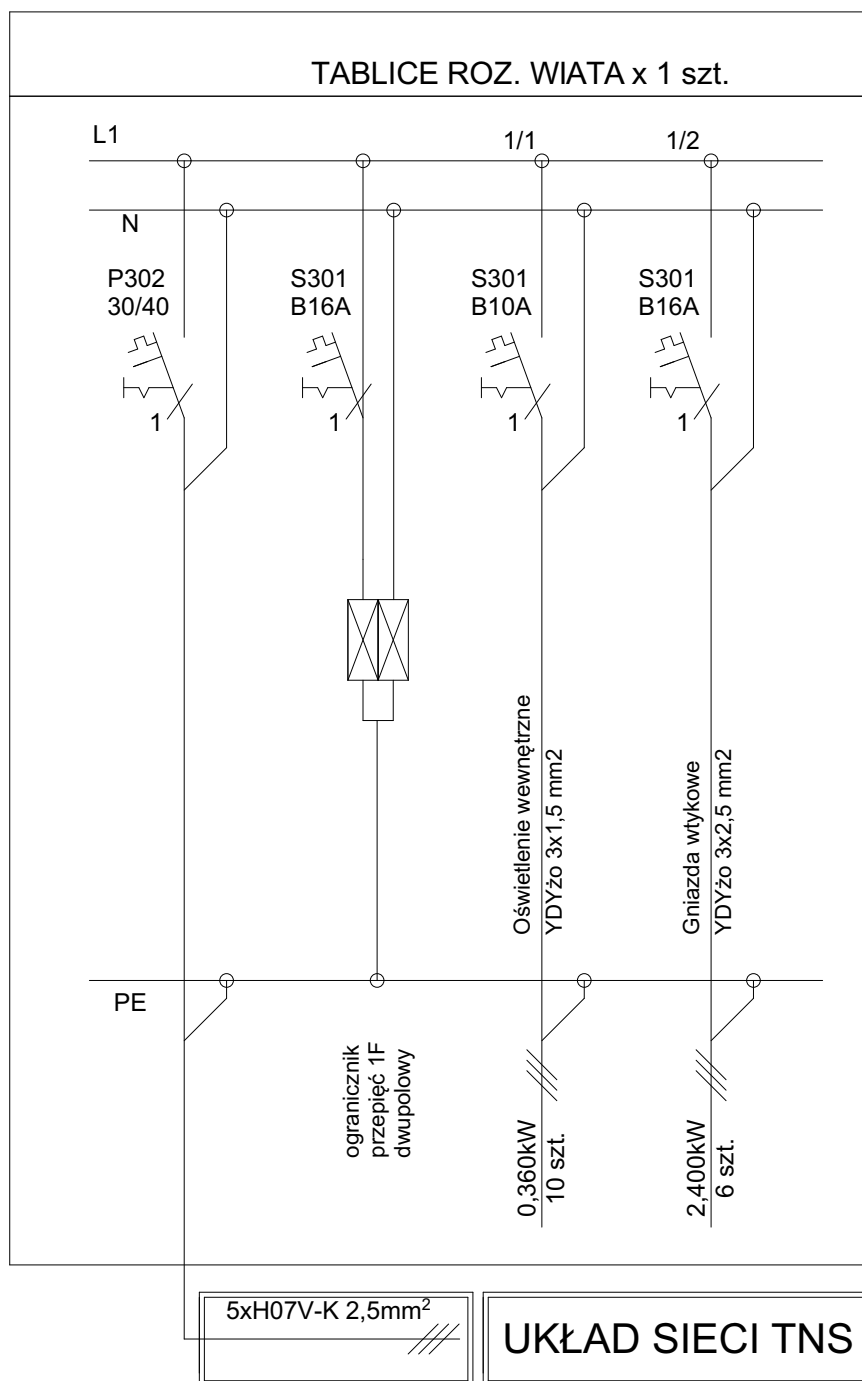 TABLICE ROZ. WIATA x 1 szt.
L1
1/1
1/2
N
P302
30/40
S301
B16A
S301
B10A
S301
B16A
1
1
1
1
Oświetlenie wewnętrzne
YDYżo 3x1,5 mm2
Gniazda wtykowe
YDYżo 3x2,5 mm2
PE
ogranicznik
przepięć 1F
dwupolowy
0,360kW
10 szt.
2,400kW
6 szt.
5xH07V-K 2,5mm²
UKŁAD SIECI TNS